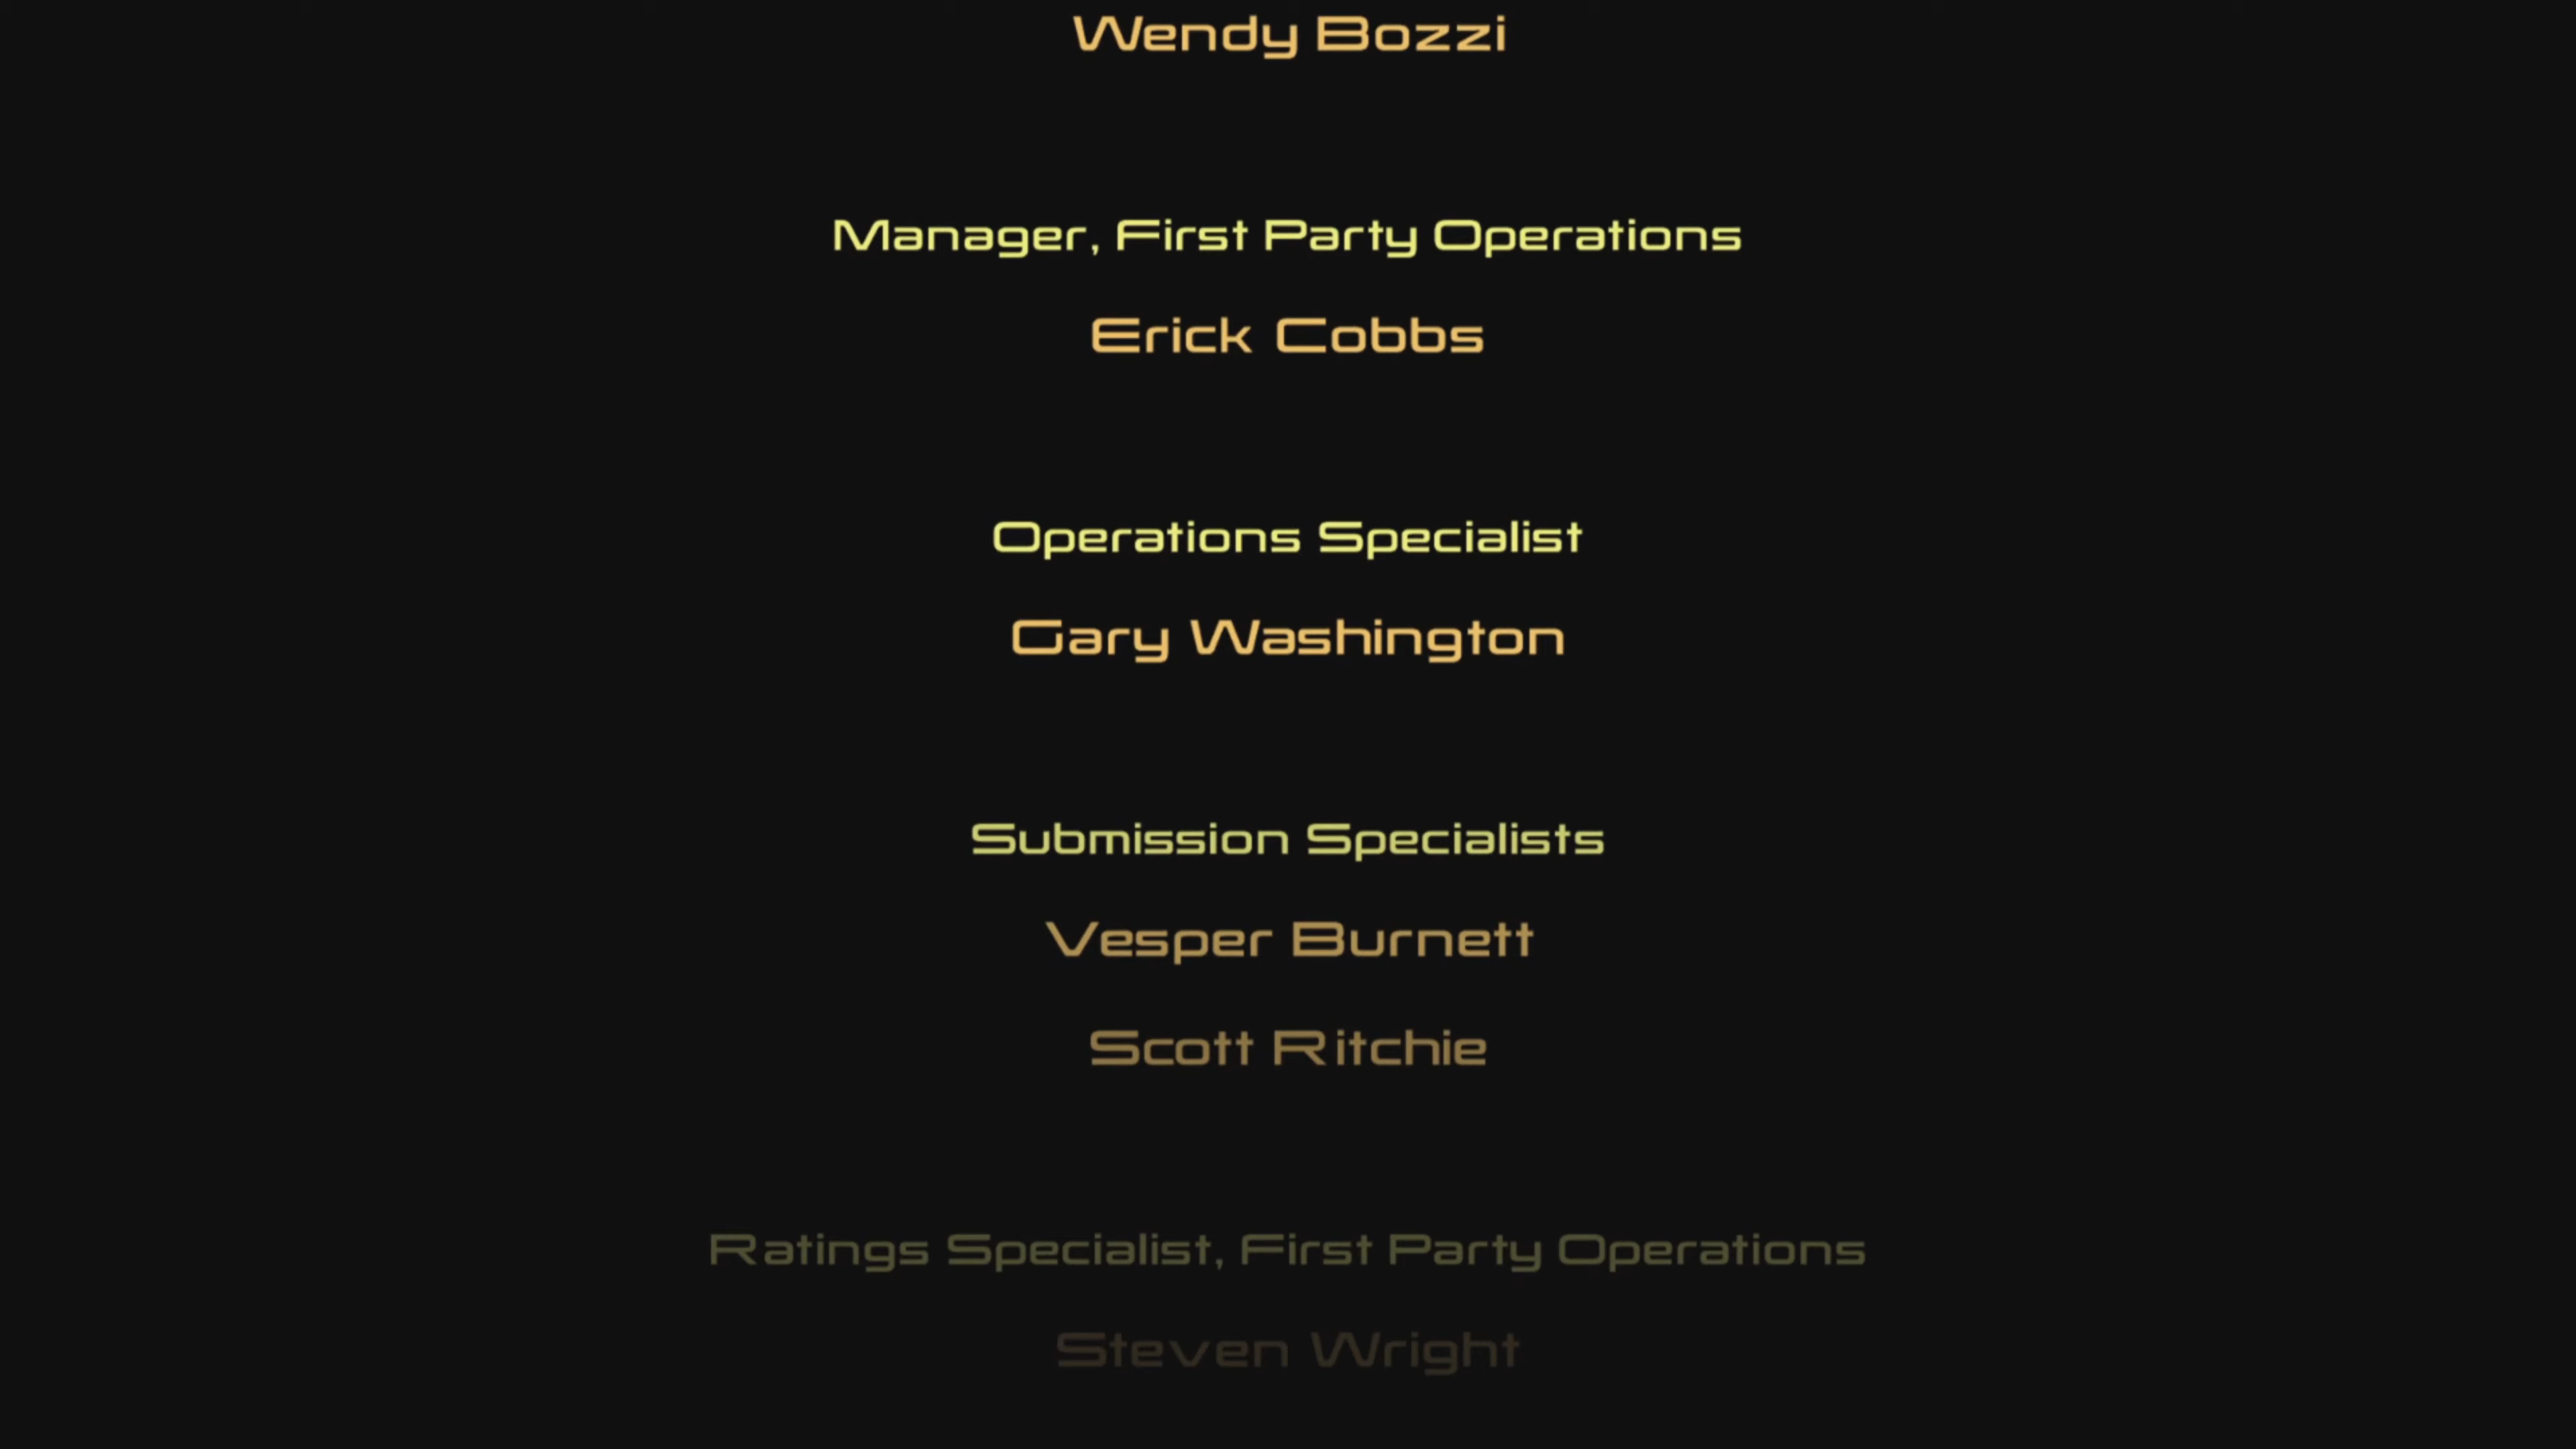 Wendy Bozzi
Manager, First Party Operations
Erick Cobbs
Operations Specialist
Gary Washington
Submission Specialists
Vesper Burnett
Scott Ritchie
Ratings Specialist, First Party Operations
Steven Wright